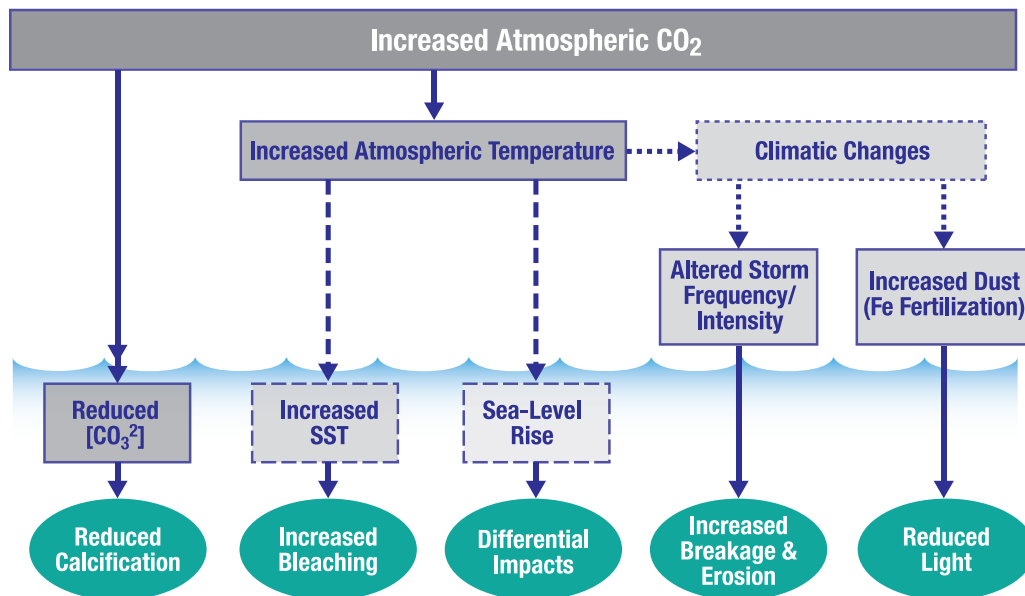 Increased Atmospheric CO₂
Increased Atmospheric Temperature
Climatic Changes
Altered Storm
Frequency/
Intensity
Increased Dust
(Fe Fertilization)
Reduced
[CO₃²]
Increased
SST
Sea-Level
Rise
Reduced
Calcification
Increased
Bleaching
Differential
Impacts
Increased
Breakage &
Erosion
Reduced
Light